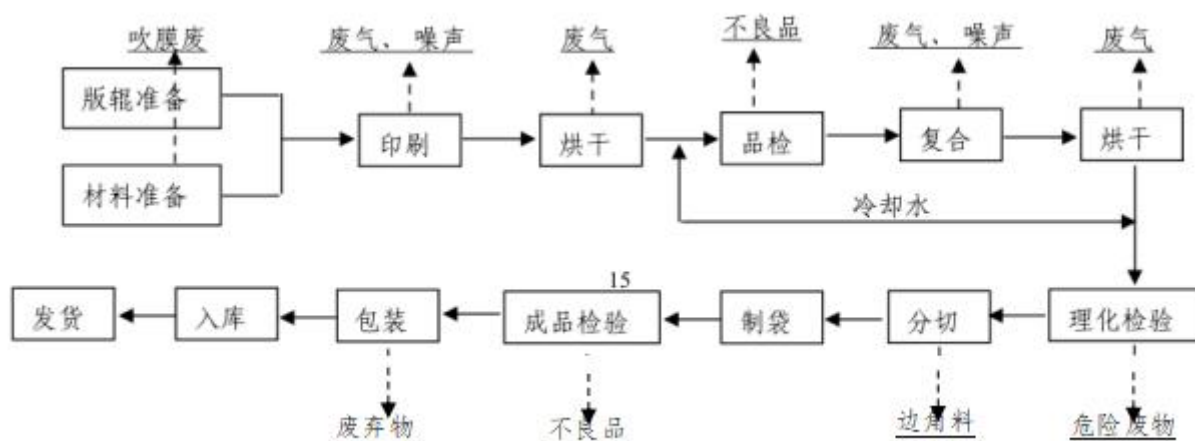 吹膜废
废气、噪声
废气
不良品
废气、噪声
废气
版辊准备
印刷
烘干
品检
复合
烘干
材料准备
冷却水
15
发货
入库
包装
成品检验
制袋
分切
理化检验
废弃物
不良品
边角料
危险废物